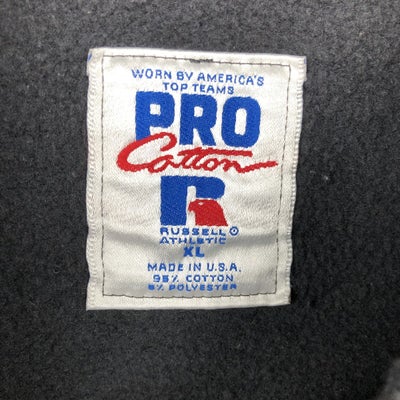 WORN BY AMERICA'S
TOP TEAMS
PRO
Cotton
R
RUSSELL ®
ATHLETIC
XL
MADE IN U.S.A.
95% COTTON
5% POLYESTER